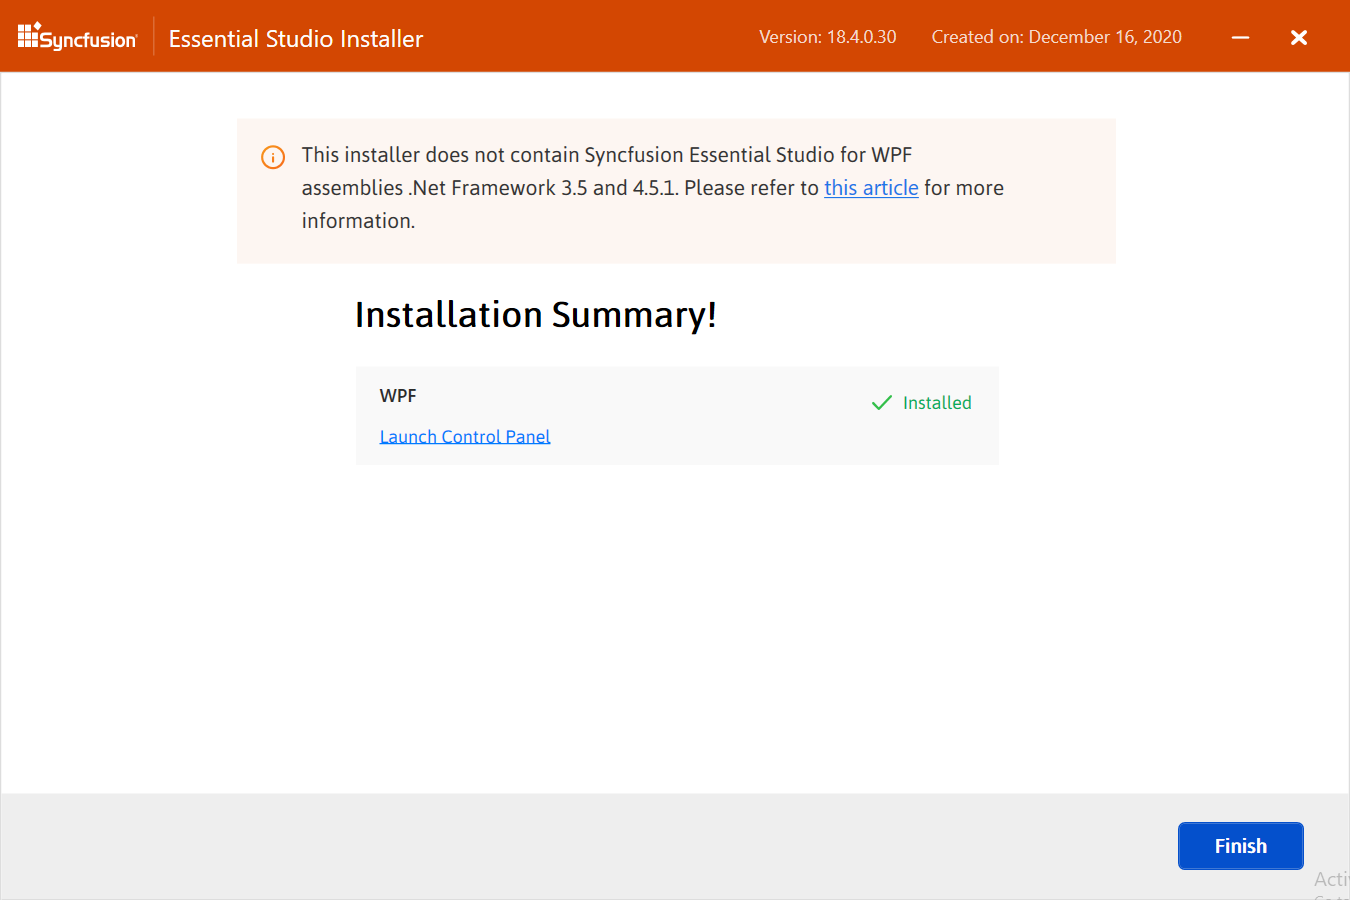 Syncfusion
Essential Studio Installer
Version: 18.4.0.30
Created on: December 16, 2020
This installer does not contain Syncfusion Essential Studio for WPF
assemblies .Net Framework 3.5 and 4.5.1. Please refer to this article for more
information.
Installation Summary!
WPF
Installed
Launch Control Panel
Finish